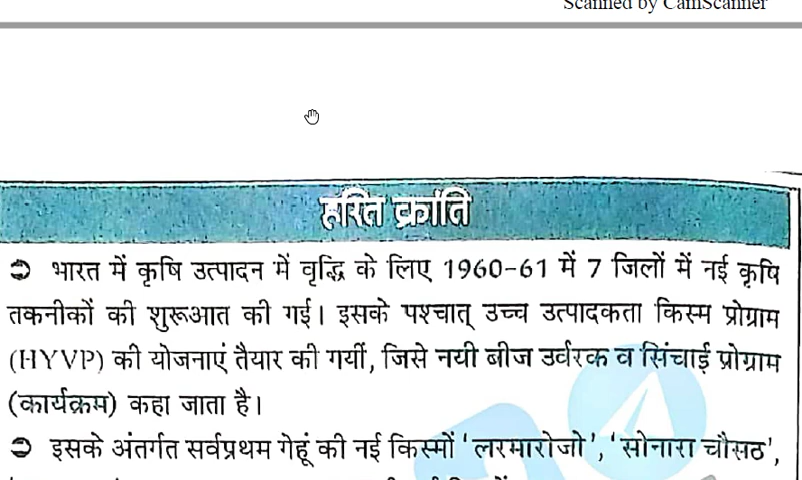 Scanned by CamScanner
हरित क्रांति
➲ भारत में कृषि उत्पादन में वृद्धि के लिए 1960-61 में 7 जिलों में नई कृषि
तकनीकों की शुरूआत की गई। इसके पश्चात् उच्च उत्पादकता किस्म प्रोग्राम
(HYVP) की योजनाएं तैयार की गयीं, जिसे नयी बीज उर्वरक व सिंचाई प्रोग्राम
(कार्यक्रम) कहा जाता है।
➲ इसके अंतर्गत सर्वप्रथम गेहूं की नई किस्मों 'लरमारोजो', 'सोनारा चौसठ',